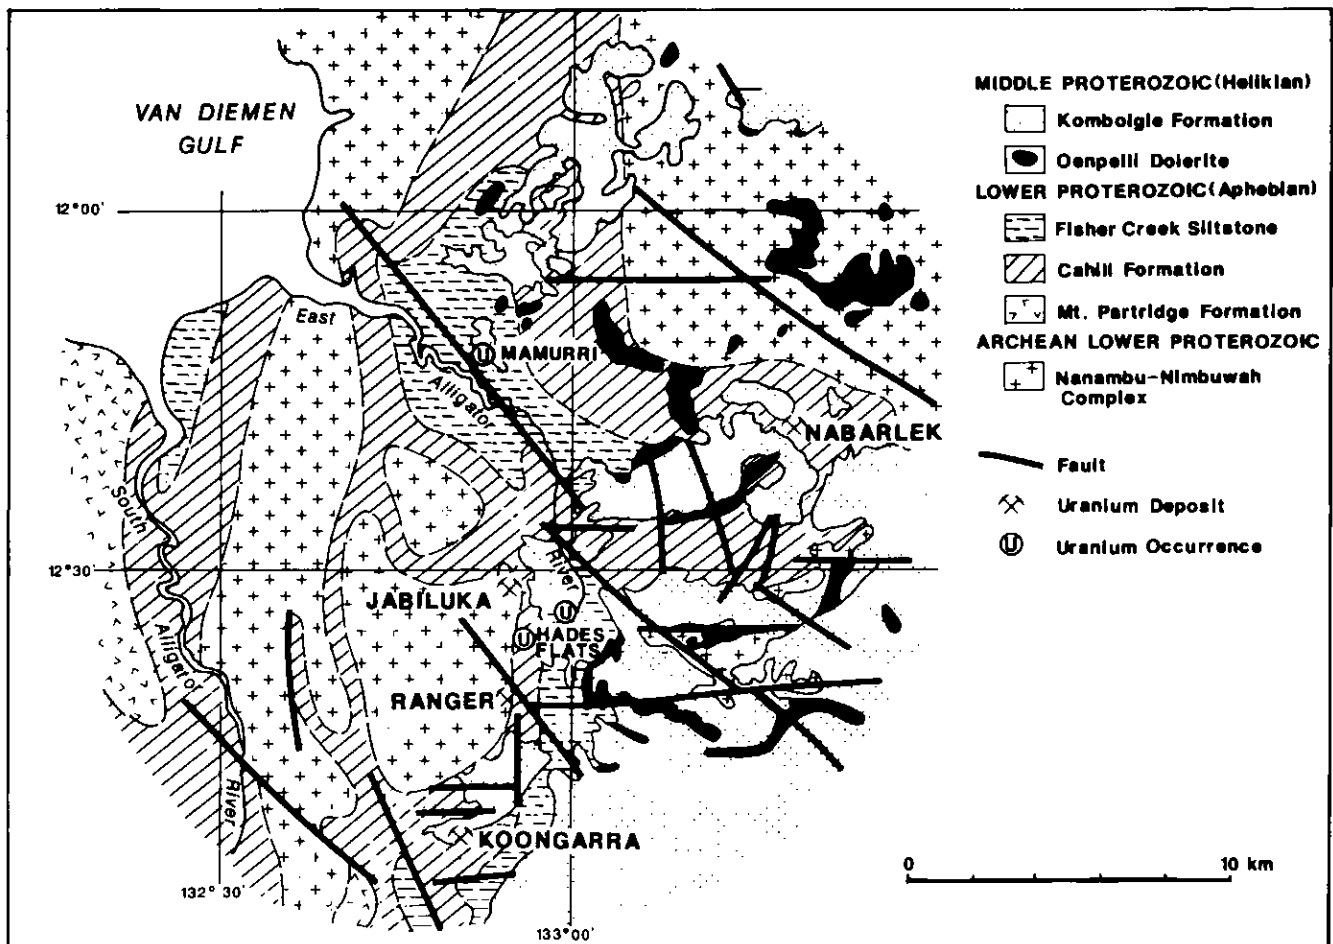 VAN DIEMEN
GULF
12°00'
East
Alligator
River
MAMURRI
NABARLEK
South
Alligator
River
12°30
JABILUKA
HADES
FLATS
RANGER
KOONGARRA
132°30'
133°00'
MIDDLE PROTEROZOIC (Helikian)
Kombolgie Formation
Oenpelli Dolerite
LOWER PROTEROZOIC (Aphebian)
Fisher Creek Siltstone
Cahill Formation
Mt. Partridge Formation
ARCHEAN LOWER PROTEROZOIC
Nanambu-Nimbuwah
Complex
Fault
Uranium Deposit
U Uranium Occurrence
0 10 km
U
U
U